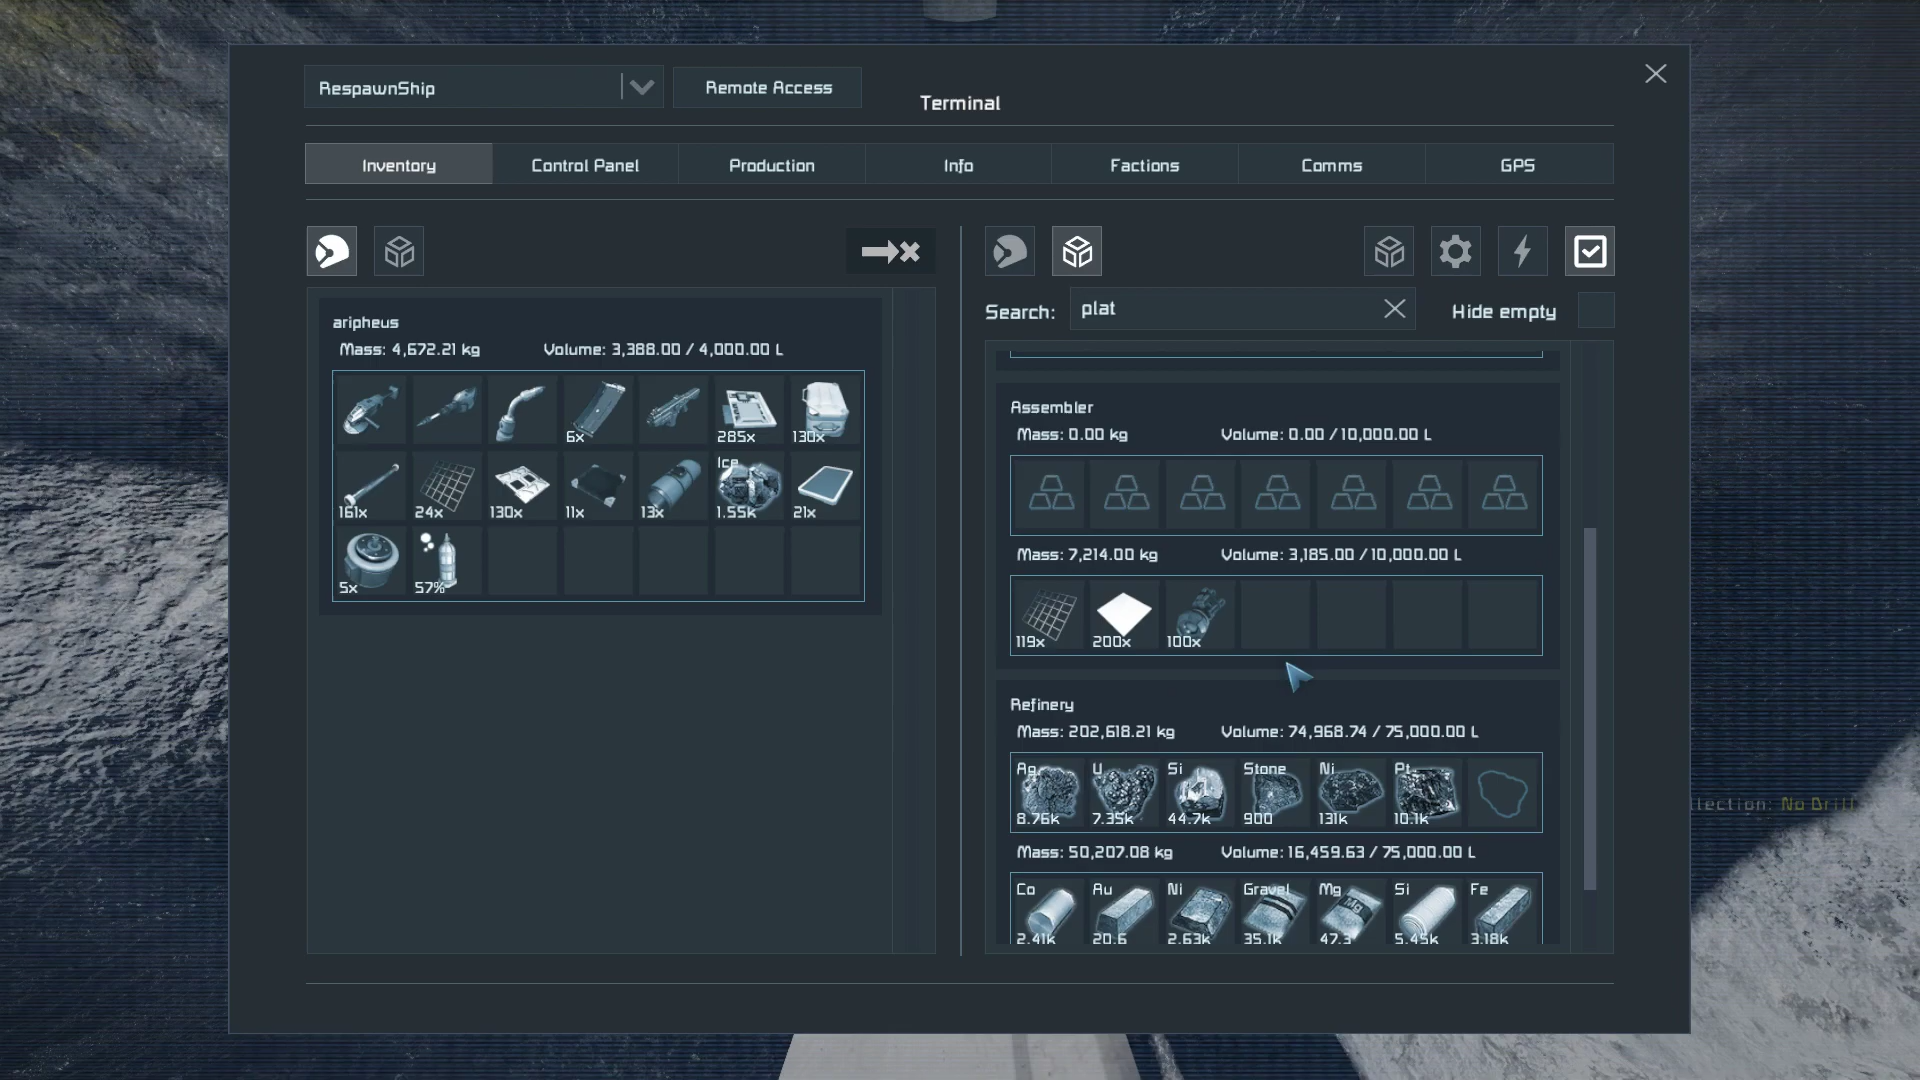 RespawnShip
Remote Access
Terminal
Inventory
Control Panel
Production
Info
Factions
Comms
GPS
Search:
plat
Hide empty
aripheus
Mass: 4,672.21 kg
Volume: 3,388.00 / 4,000.00 L
6x
285x
130x
Ice
161x
24x
130x
11x
13x
1.55k
21x
5x
57%
Assembler
Mass: 0.00 kg
Volume: 0.00 / 10,000.00 L
Mass: 7,214.00 kg
Volume: 3,185.00 / 10,000.00 L
119x
200x
100x
Refinery
Mass: 202,618.21 kg
Volume: 74,968.74 / 75,000.00 L
Ag
U
Si
Stone
Ni
Pt
8.76k
7.35k
44.7k
900
131k
10.1k
Mass: 50,207.08 kg
Volume: 16,459.63 / 75,000.00 L
Co
Au
Ni
Gravel
Mg
Si
Fe
2.41k
20.6
2.63k
35.1k
47.3
5.45k
3.18k
lection: No Drill